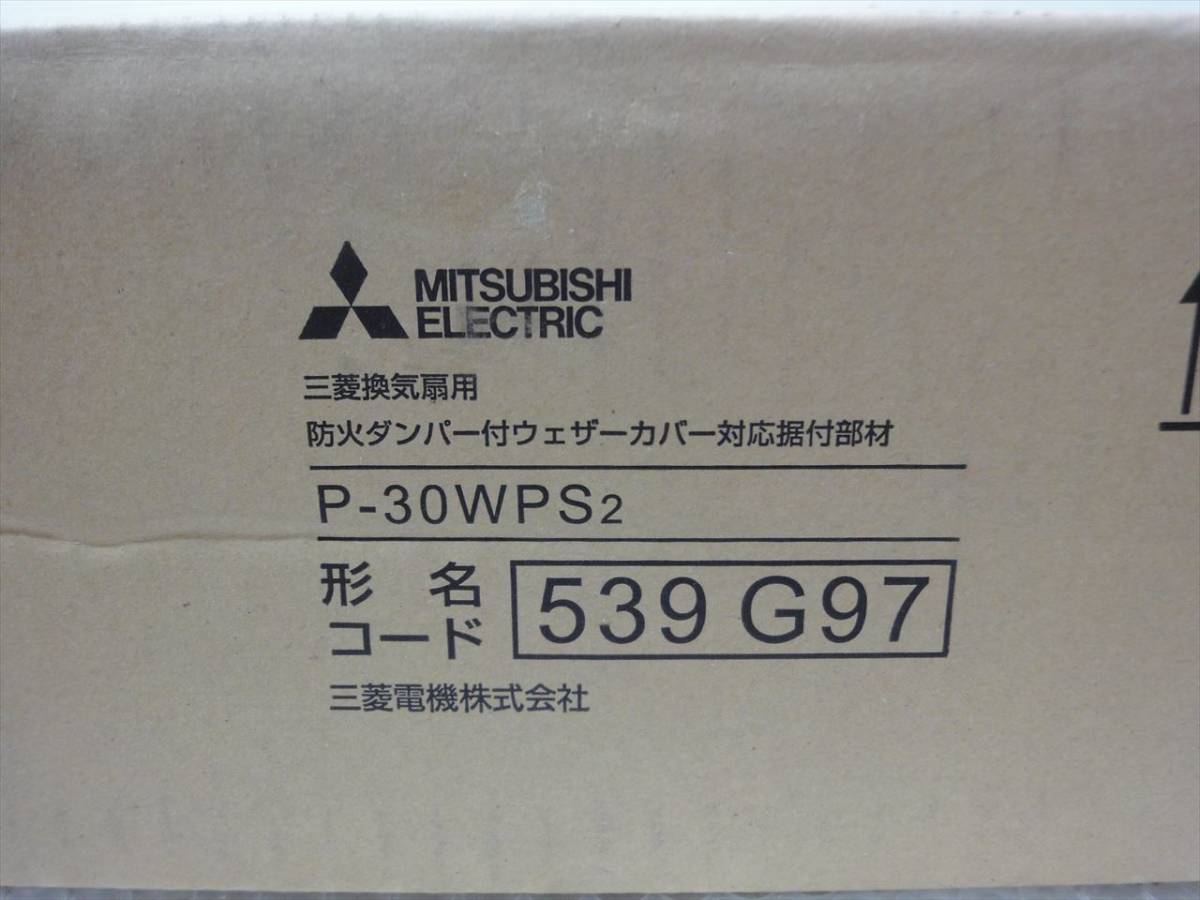 MITSUBISHI
ELECTRIC
三菱換気扇用
防火ダンパー付ウェザーカバー対応据付部材
P-30WPS2
形 名
コード 539 G97
三菱電機株式会社